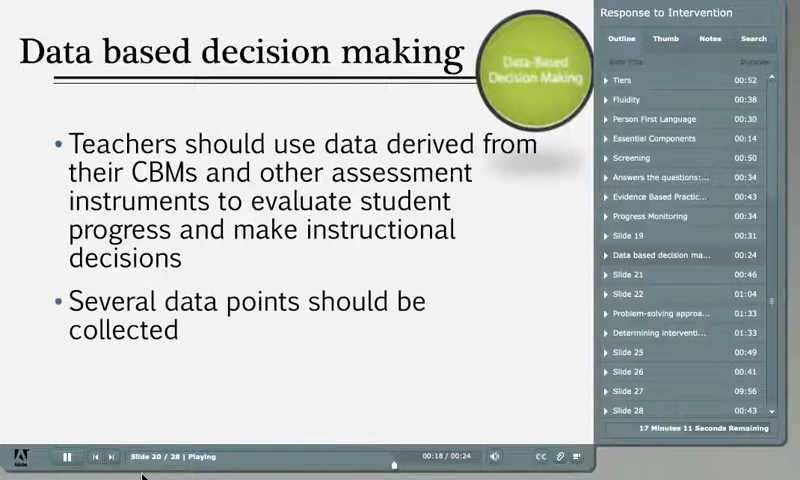 Data based decision making
Data-Based
Decision Making
• Teachers should use data derived from
their CBMs and other assessment
instruments to evaluate student
progress and make instructional
decisions
• Several data points should be
collected
Adobe
Slide 20 / 28 | Playing
00:18 / 00:24
CC
Response to Intervention
Outline Thumb Notes Search
Slide Title Duration
Tiers 00:52
Fluidity 00:38
Person First Language 00:30
Essential Components 00:14
Screening 00:50
Answers the questions:... 00:34
Evidence Based Practic... 00:43
Progress Monitoring 00:34
Slide 19 00:31
Data based decision ma... 00:24
Slide 21 00:46
Slide 22 01:04
Problem-solving approa... 01:33
Determining interventi... 01:33
Slide 25 00:49
Slide 26 00:41
Slide 27 09:56
Slide 28 00:43
17 Minutes 11 Seconds Remaining